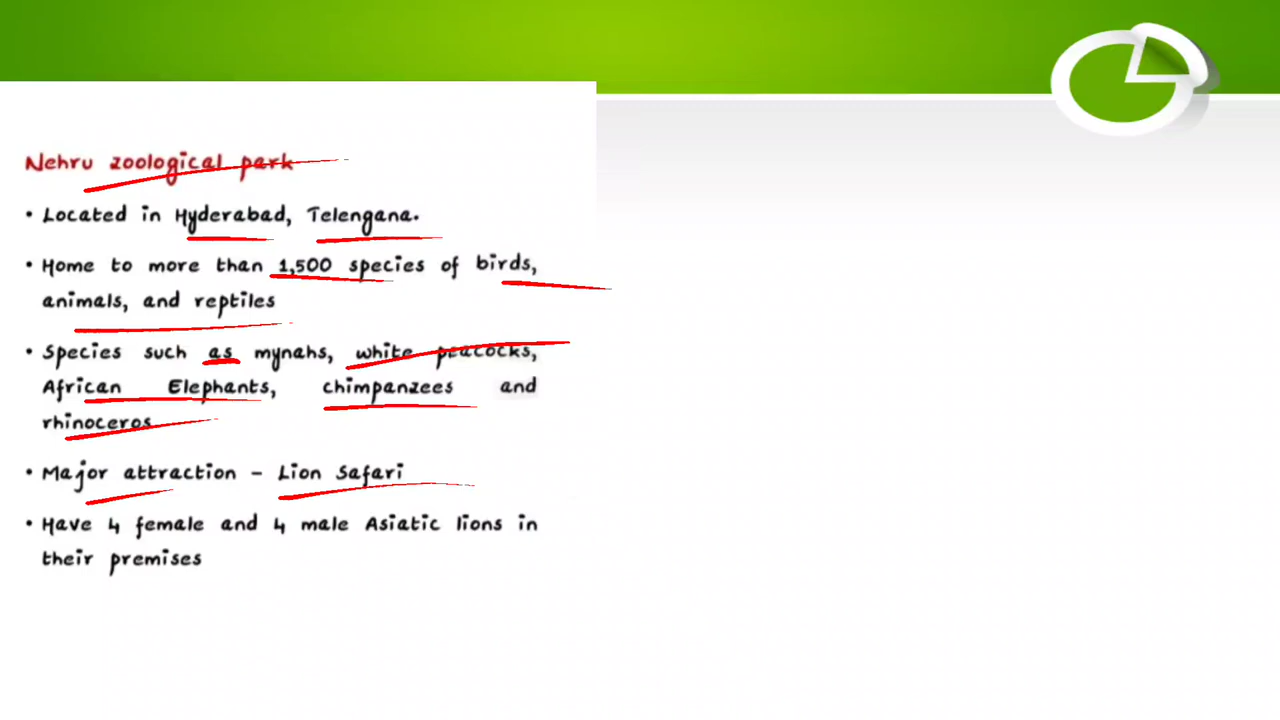 Nehru zoological park
• Located in Hyderabad, Telengana.
• Home to more than 1,500 species of birds,
animals, and reptiles
• Species such as mynahs, white peacocks,
African Elephants, chimpanzees and
rhinoceros
• Major attraction - Lion Safari
• Have 4 female and 4 male Asiatic lions in
their premises